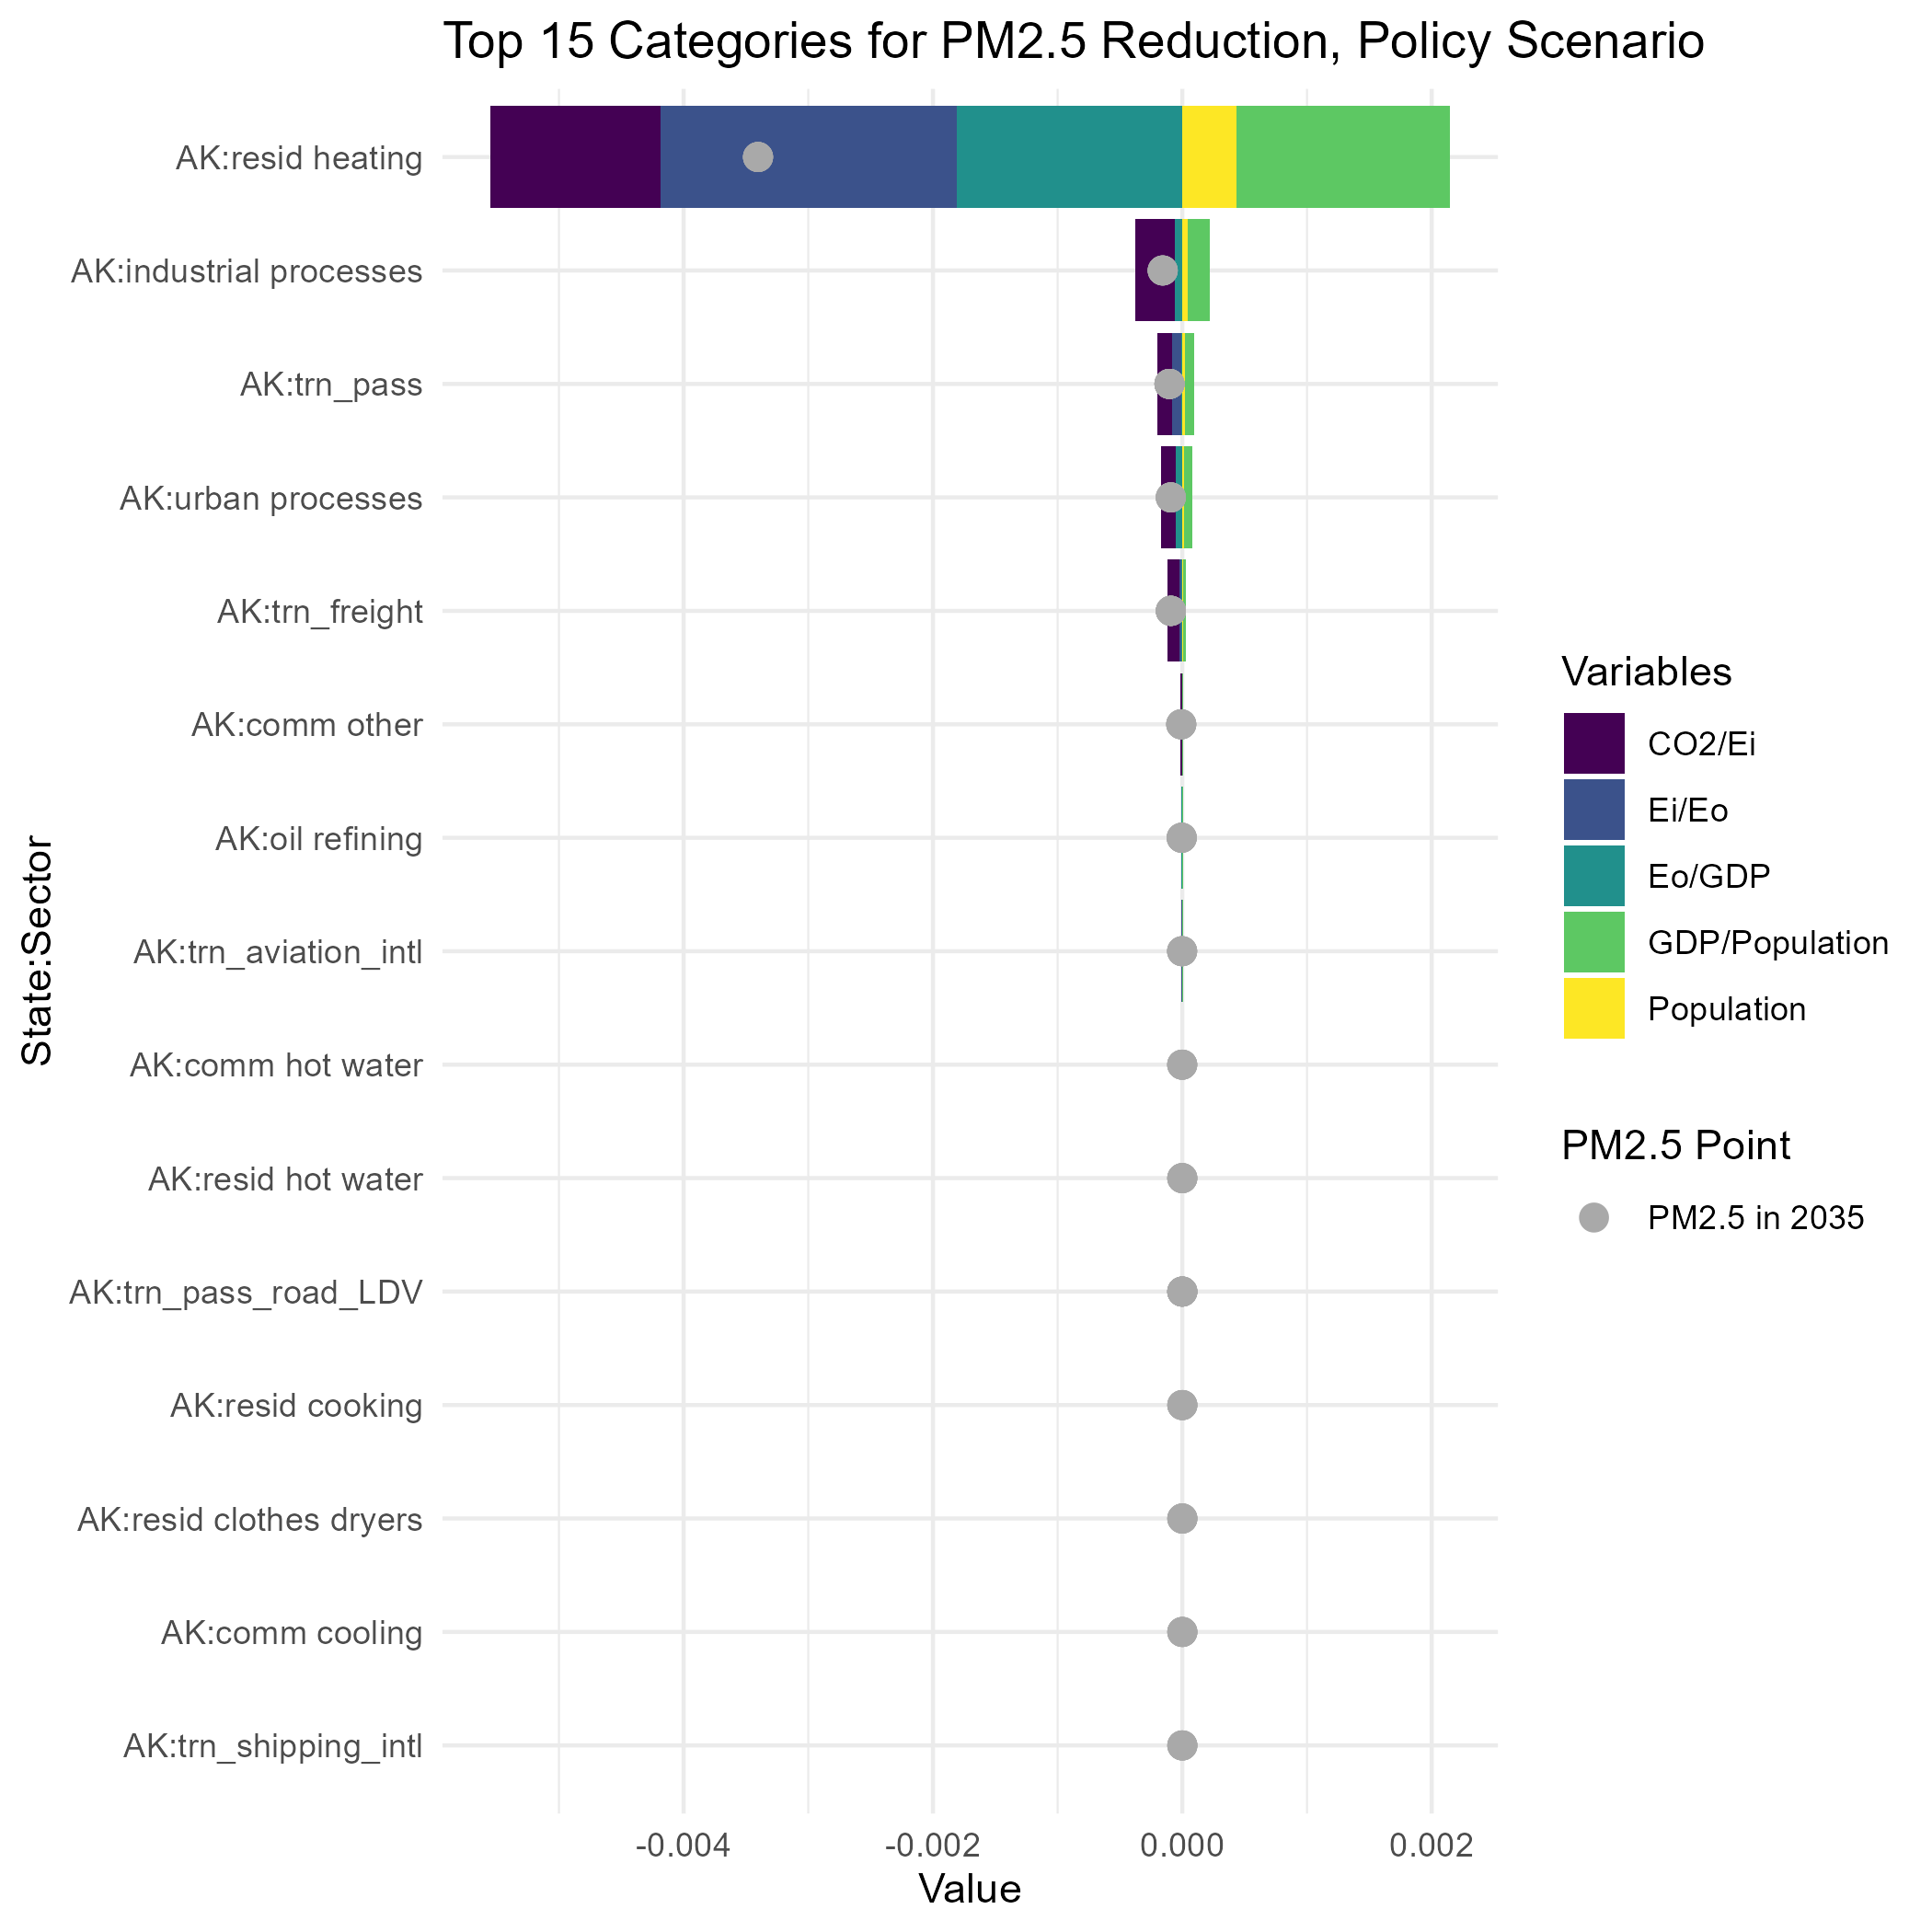 Top 15 Categories for PM2.5 Reduction, Policy Scenario
State:Sector
AK:resid heating
AK:industrial processes
AK:trn_pass
AK:urban processes
AK:trn_freight
AK:comm other
AK:oil refining
AK:trn_aviation_intl
AK:comm hot water
AK:resid hot water
AK:trn_pass_road_LDV
AK:resid cooking
AK:resid clothes dryers
AK:comm cooling
AK:trn_shipping_intl
-0.004
-0.002
0.000
0.002
Value
Variables
CO2/Ei
Ei/Eo
Eo/GDP
GDP/Population
Population
PM2.5 Point
PM2.5 in 2035